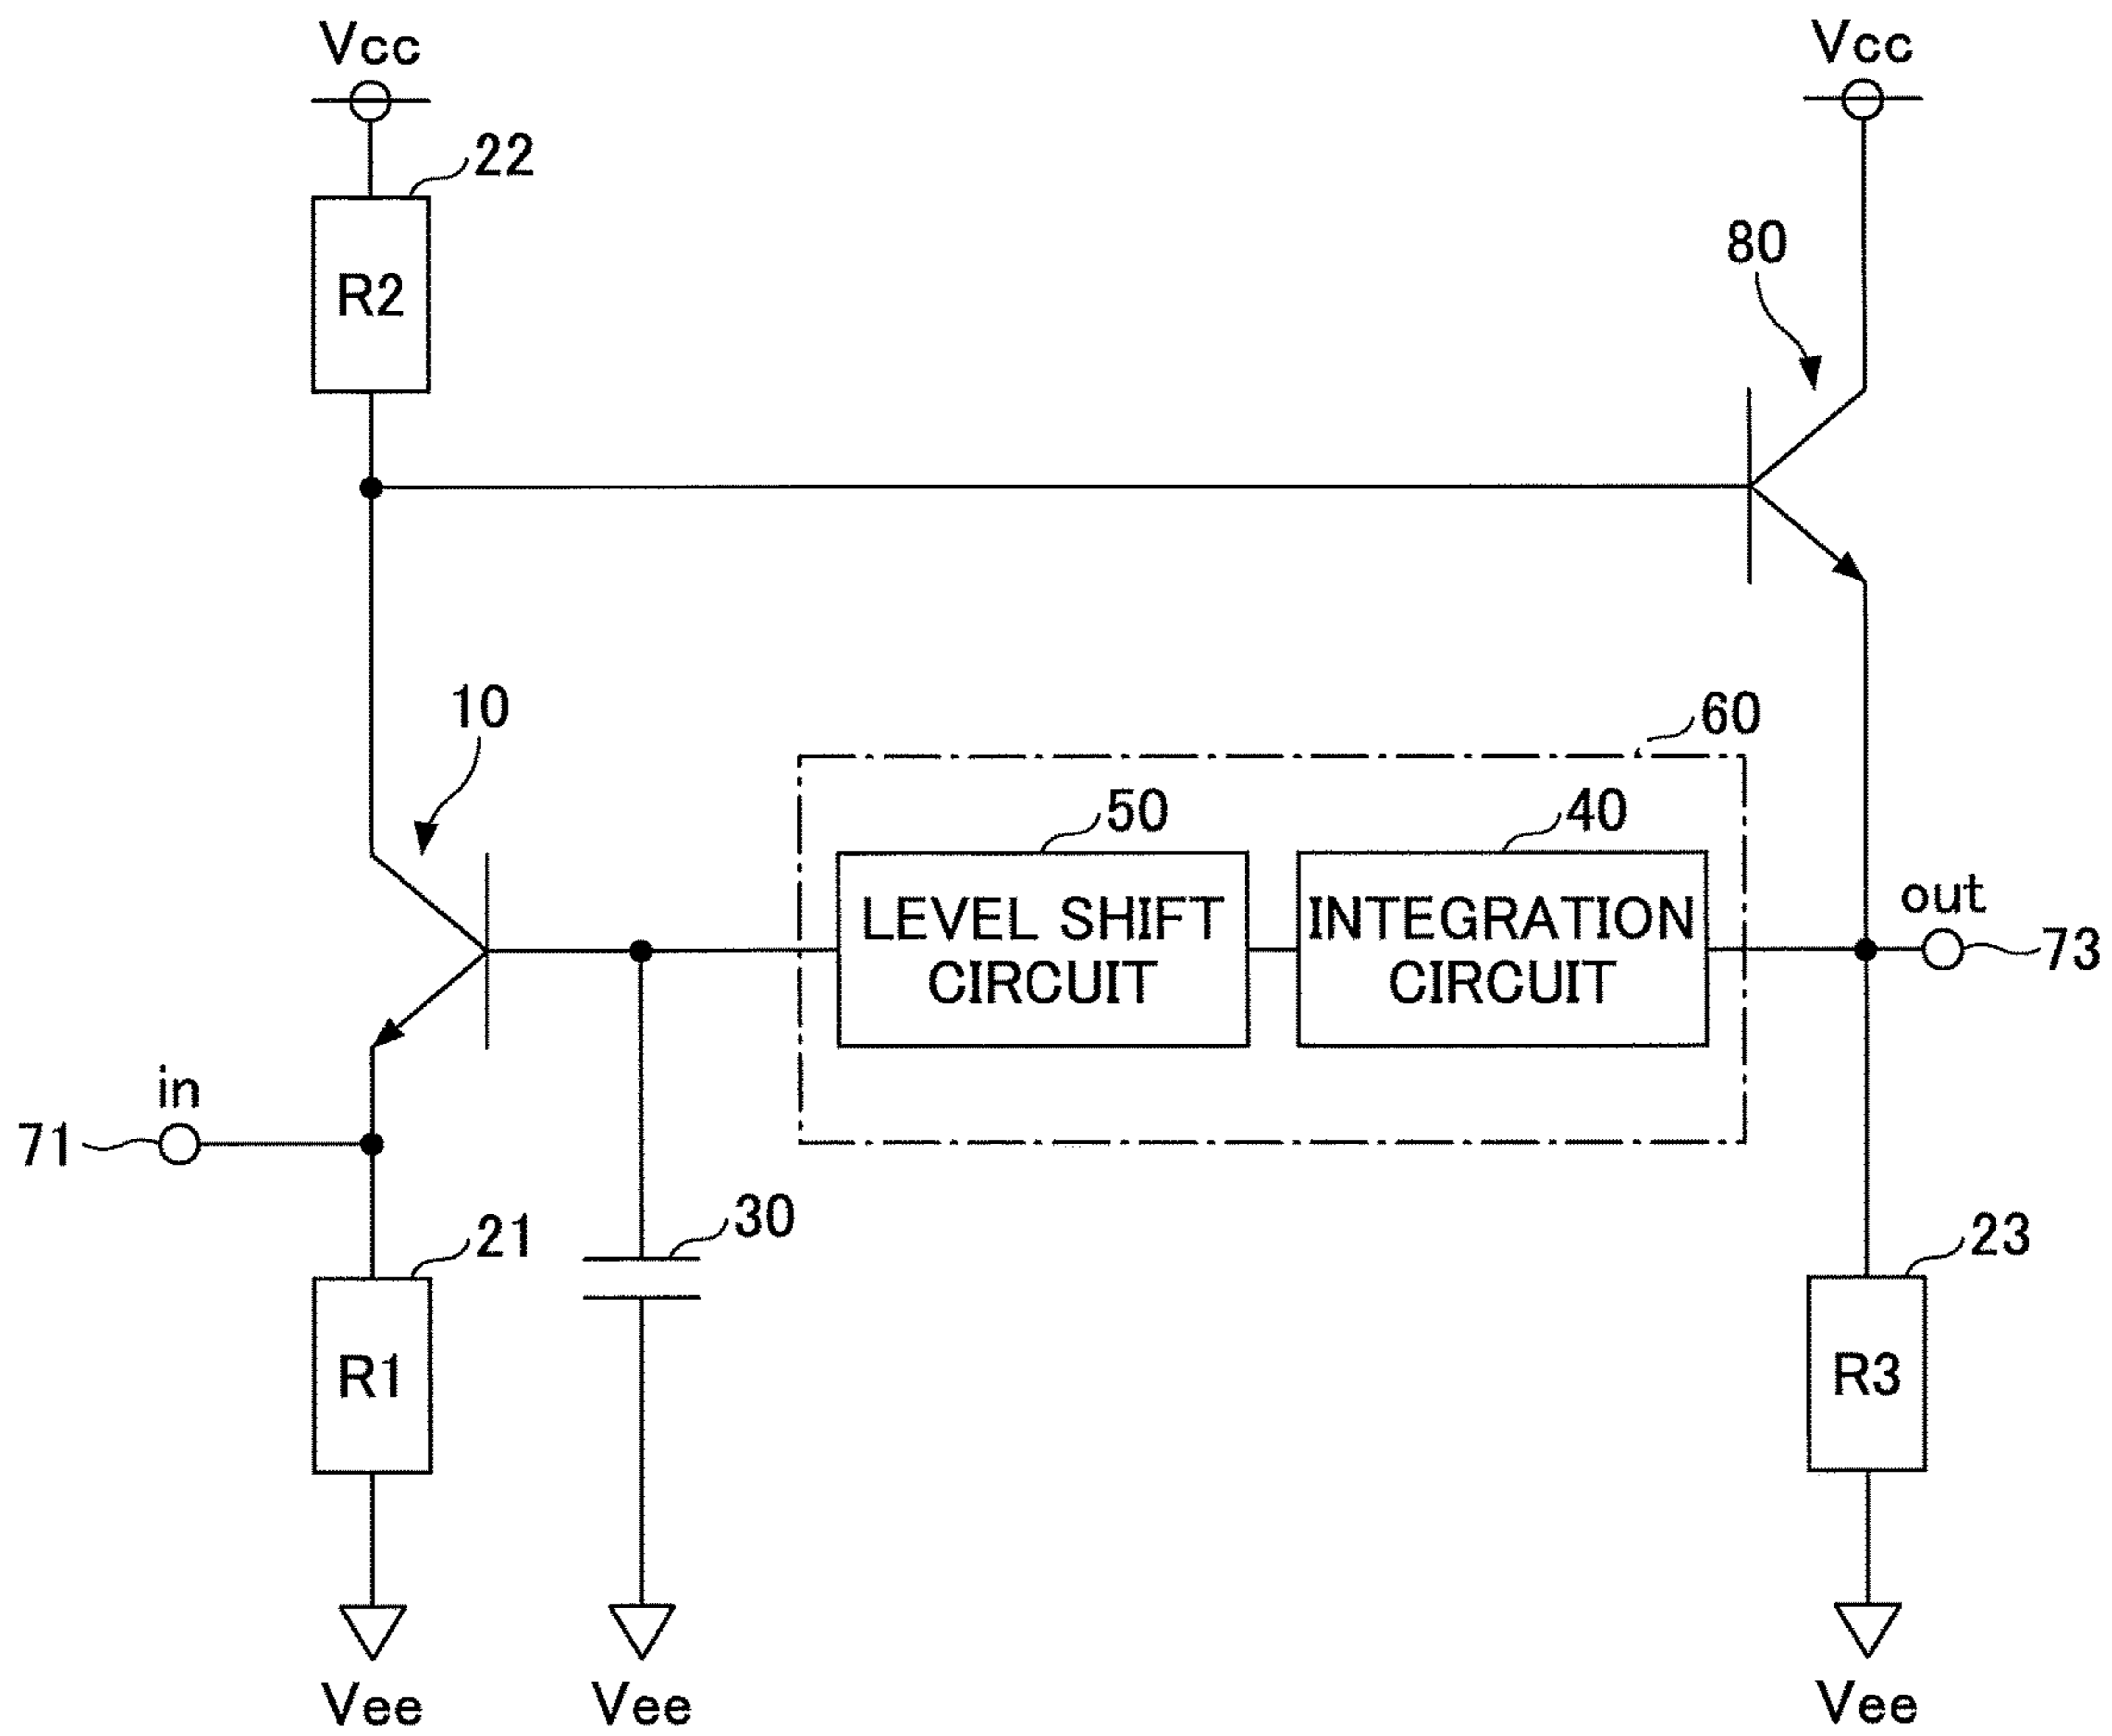 Vcc
Vcc
22
R2
80
10
60
50
40
LEVEL SHIFT
CIRCUIT
INTEGRATION
CIRCUIT
out
73
in
71
21
30
23
R1
R3
Vee
Vee
Vee